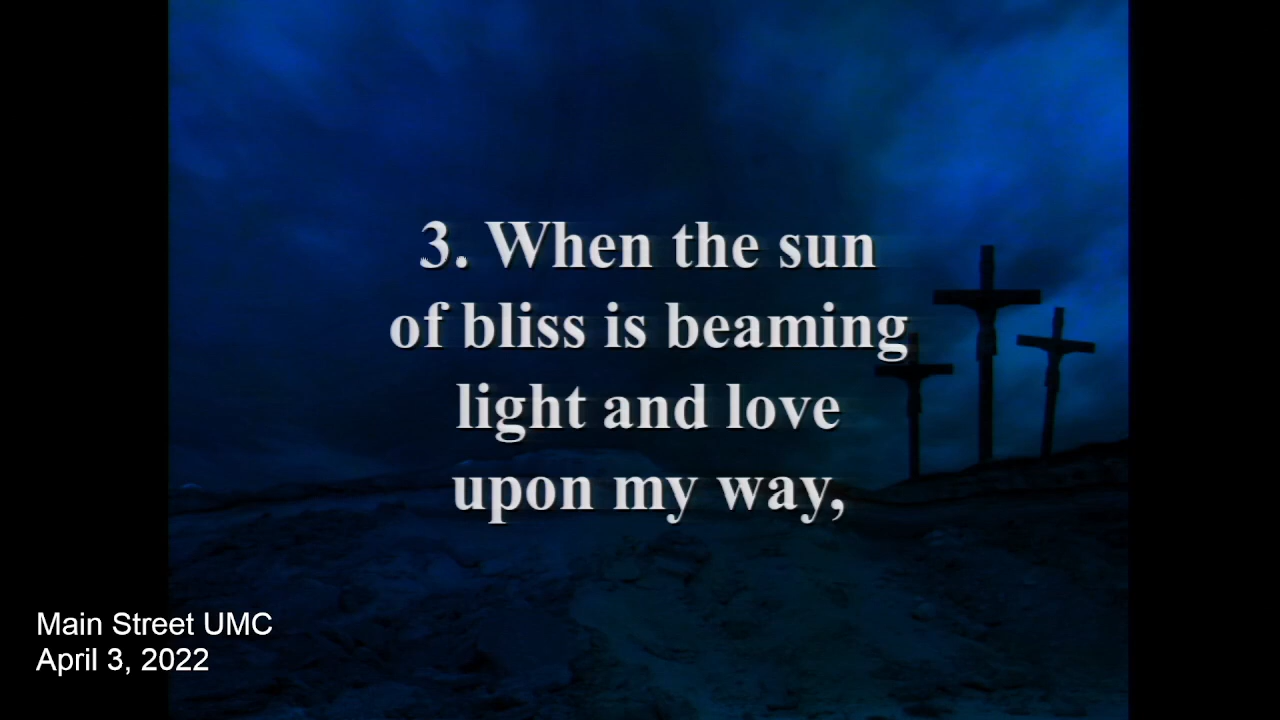 3. When the sun
of bliss is beaming
light and love
upon my way,
Main Street UMC
April 3, 2022